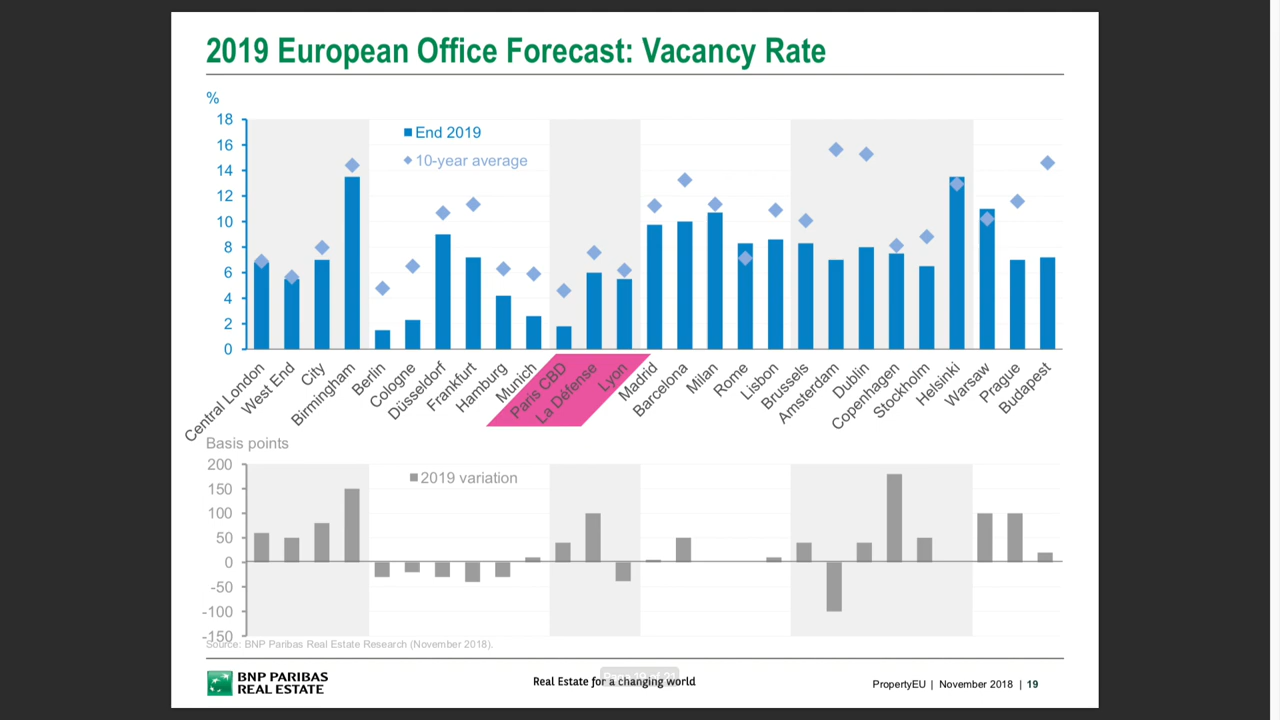 2019 European Office Forecast: Vacancy Rate
%
18
16
14
12
10
8
6
4
2
0
End 2019
10-year average
Central London
West End
City
Birmingham
Berlin
Cologne
Düsseldorf
Frankfurt
Hamburg
Munich
Paris CBD
La Défense
Lyon
Madrid
Barcelona
Milan
Rome
Lisbon
Brussels
Amsterdam
Dublin
Copenhagen
Stockholm
Helsinki
Warsaw
Prague
Budapest
Basis points
200
150
100
50
0
-50
-100
-150
2019 variation
Source: BNP Paribas Real Estate Research (November 2018).
BNP PARIBAS
REAL ESTATE
Real Estate for a changing world
PropertyEU | November 2018 | 19